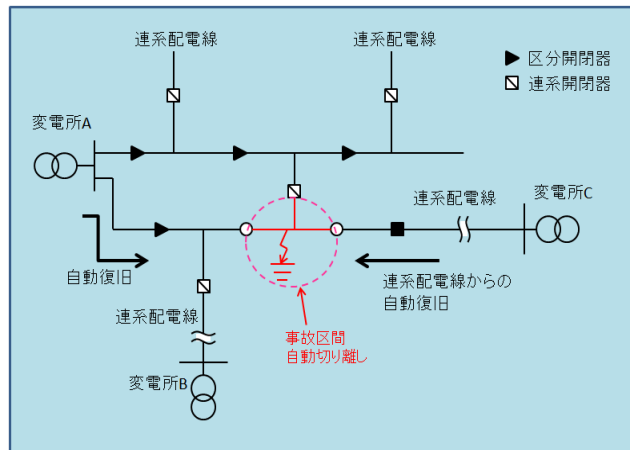 連系配電線
連系配電線
区分開閉器
連系開閉器
変電所A
連系配電線
変電所C
自動復旧
連系配電線からの
自動復旧
連系配電線
事故区間
自動切り離し
変電所B